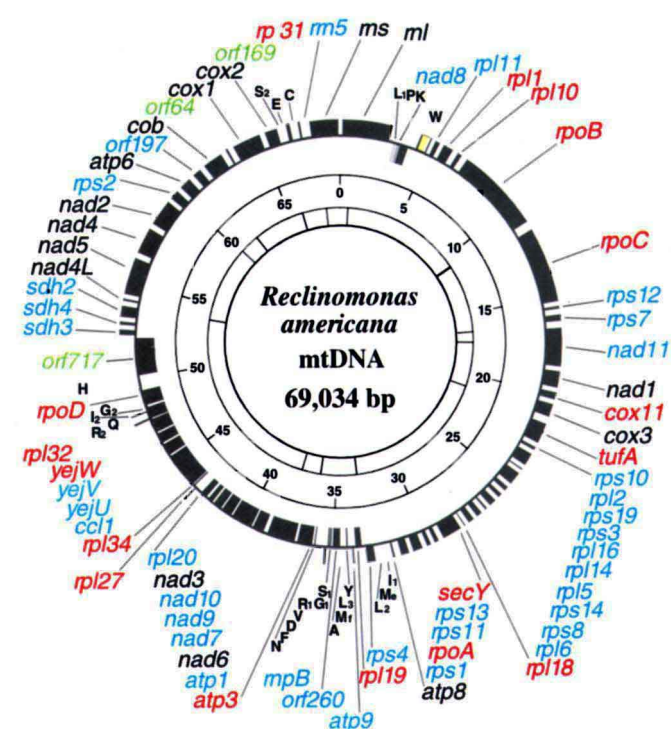 rp 31
rrn5
rns
rnl
L1PK
nad8
rpl11
rpl1
rpl10
W
rpoB
rpoC
rps12
rps7
nad11
nad1
cox11
cox3
tufA
rps10
rpl2
rps19
rps3
rpl16
rpl14
rpl5
rps14
rps8
rpl6
rpl18
secY
rps13
rps11
rpoA
rps1
atp8
I1
Me
L2
rps4
rpl19
atp9
Y
L3
Mf
S1
G1
A
R1
V
D
F
N
rnpB
orf260
rpl20
nad3
nad10
nad9
nad7
nad6
atp1
atp3
rpl27
rpl34
ccl1
yejU
yejV
yejW
rpl32
R2
Q
I2
G2
rpoD
H
orf717
sdh3
sdh4
sdh2
nad4L
nad5
nad4
nad2
rps2
atp6
orf197
cob
orf64
cox1
cox2
orf169
S2
E
C
0
5
10
15
20
25
30
35
40
45
50
55
60
65
Reclinomonas
americana
mtDNA
69,034 bp